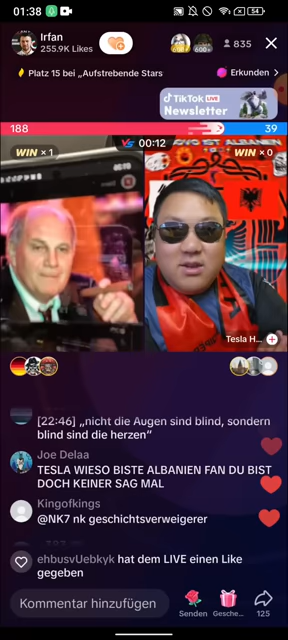 01:38
54
Irfan
255.9K Likes
835
Platz 15 bei „Aufstrebende Stars
Erkunden >
TikTok LIVE
Newsletter
188
39
WIN × 1
VS 00:12
WIN × 0
Tesla H...
[22:46] „nicht die Augen sind blind, sondern
blind sind die herzen“
Joe Delaa
TESLA WIESO BISTE ALBANIEN FAN DU BIST
DOCH KEINER SAG MAL
Kingofkings
@NK7 nk geschichtsverweigerer
ehbusvUebkyk hat dem LIVE einen Like
gegeben
Kommentar hinzufügen
Senden
Gesche...
125